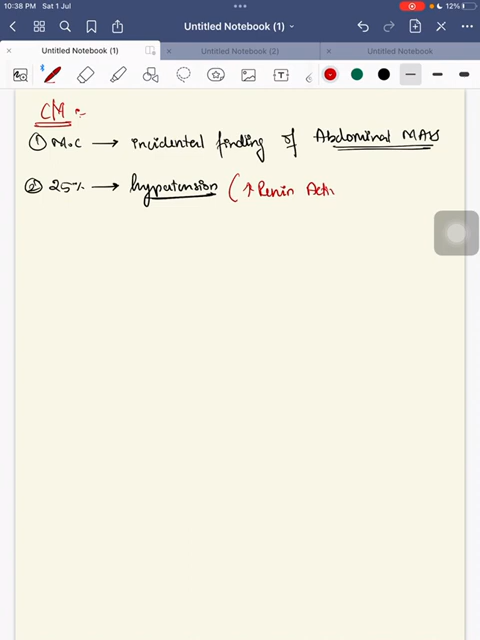 10:38 PM Sat 1 Jul
12%
Untitled Notebook (1)
Untitled Notebook (1)
Untitled Notebook (2)
Untitled Notebook
C/M :-
① M.C → incidental finding of Abdominal MASS
② 25% → hypertension (↑ Renin Acti